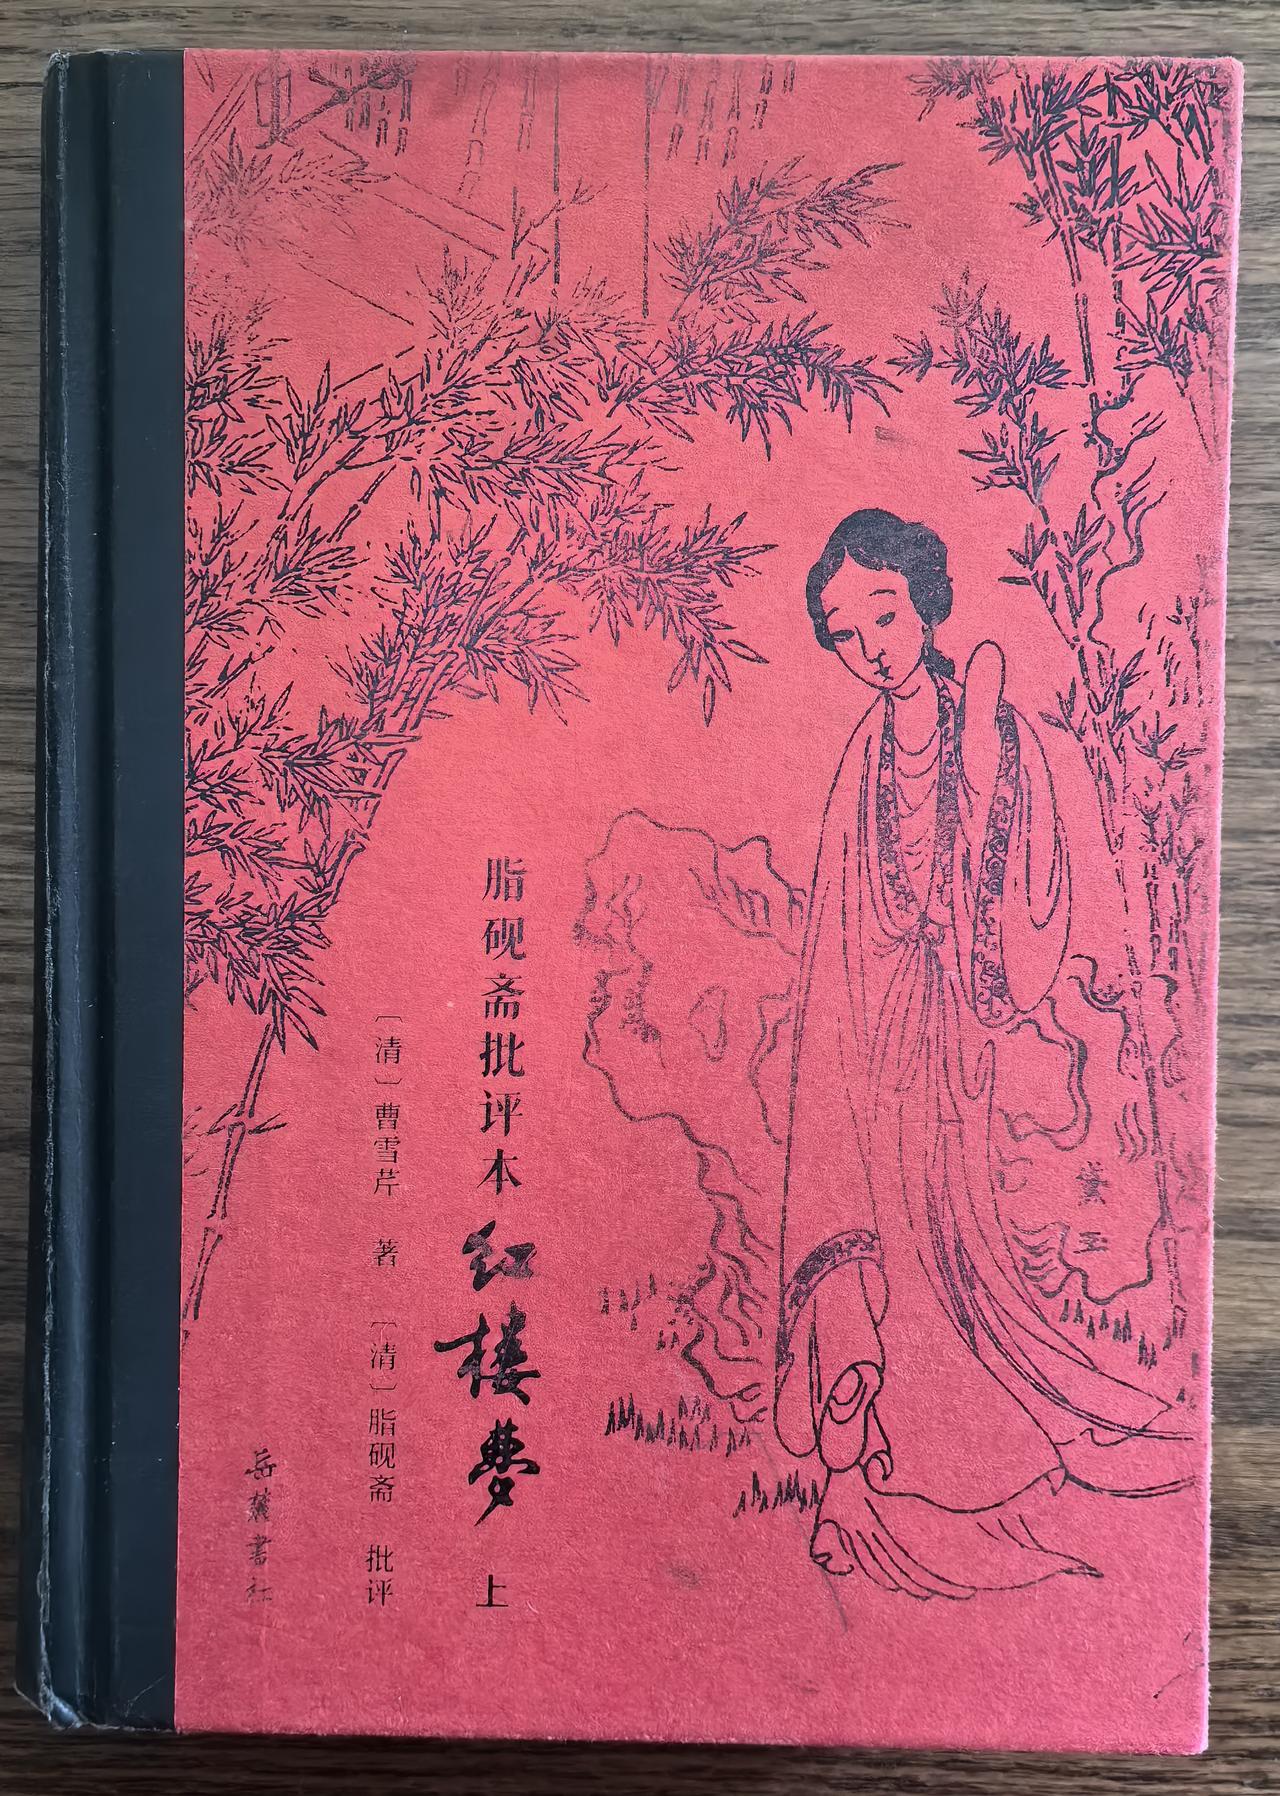 黛玉
脂砚斋批评本红楼梦 上
〔清〕曹雪芹 著 〔清〕脂砚斋 批评
岳麓书社